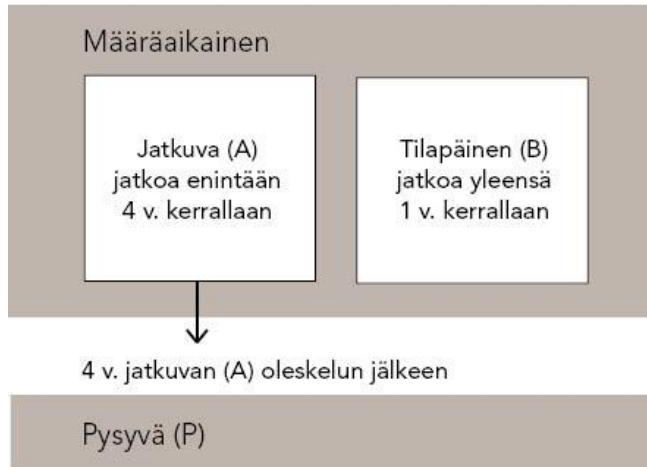 Määräaikainen
Jatkuva (A)
jatkoa enintään
4 v. kerrallaan
Tilapäinen (B)
jatkoa yleensä
1 v. kerrallaan
4 v. jatkuvan (A) oleskelun jälkeen
Pysyvä (P)